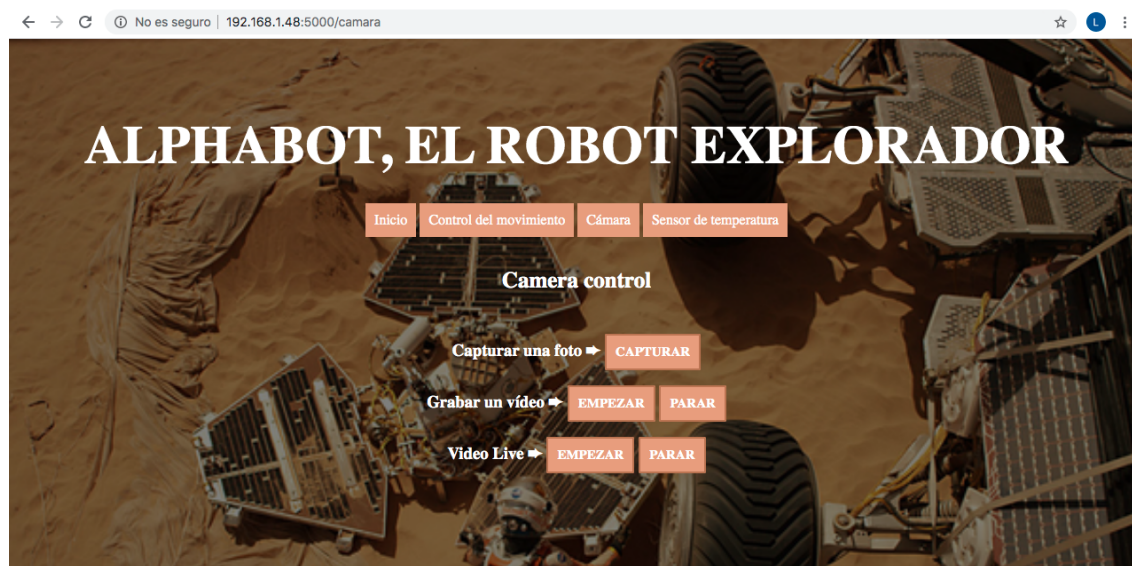 No es seguro | 192.168.1.48:5000/camara
L
ALPHABOT, EL ROBOT EXPLORADOR
Inicio Control del movimiento Cámara Sensor de temperatura
Camera control
Capturar una foto ➨ CAPTURAR
Grabar un vídeo ➨ EMPEZAR PARAR
Video Live ➨ EMPEZAR PARAR